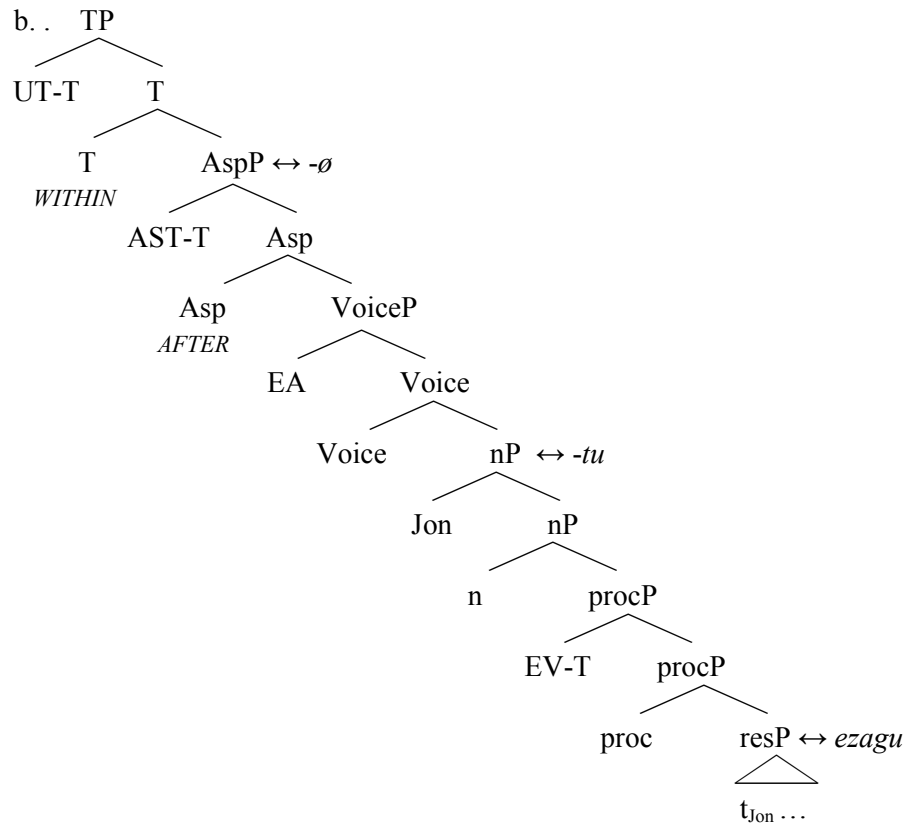 b. . TP
UT-T T
T AspP ↔ -ø
WITHIN
AST-T Asp
Asp VoiceP
AFTER
EA Voice
Voice nP ↔ -tu
Jon nP
n procP
EV-T procP
proc resP ↔ ezagu
tJon …